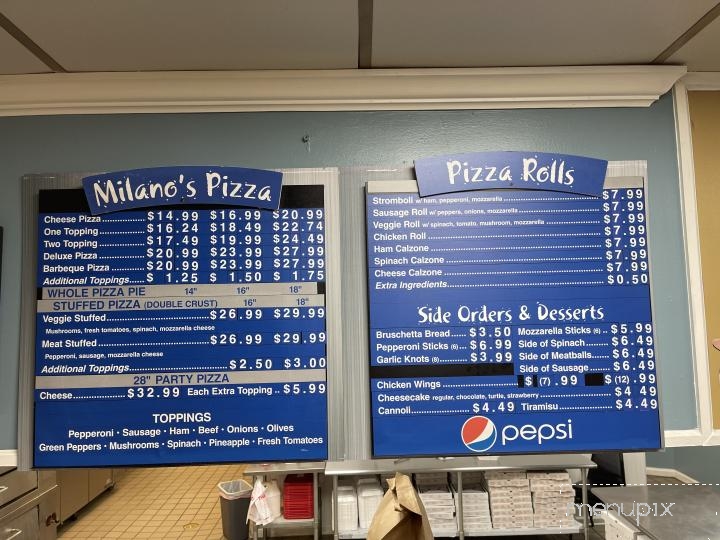 Milano's Pizza
Cheese Pizza $14.99 $16.99 $20.99
One Topping $16.24 $18.49 $22.74
Two Topping $17.49 $19.99 $24.49
Deluxe Pizza $20.99 $23.99 $27.99
Barbeque Pizza $20.99 $23.99 $27.99
Additional Toppings $1.25 $1.50 $1.75
WHOLE PIZZA PIE 14" 16" 18"
STUFFED PIZZA (DOUBLE CRUST) 16" 18"
Veggie Stuffed $26.99 $29.99
Mushrooms, fresh tomatoes, spinach, mozzarella cheese
Meat Stuffed $26.99 $29.99
Pepperoni, sausage, mozzarella cheese
Additional Toppings $2.50 $3.00
28" PARTY PIZZA
Cheese $32.99 Each Extra Topping $5.99
TOPPINGS
Pepperoni • Sausage • Ham • Beef • Onions • Olives
Green Peppers • Mushrooms • Spinach • Pineapple • Fresh Tomatoes
Pizza Rolls
Stromboli w/ ham, pepperoni, mozzarella $7.99
Sausage Roll w/ peppers, onions, mozzarella $7.99
Veggie Roll w/ spinach, tomato, mushroom, mozzarella $7.99
Chicken Roll $7.99
Ham Calzone $7.99
Spinach Calzone $7.99
Cheese Calzone $7.99
Extra Ingredients $0.50
Side Orders & Desserts
Bruschetta Bread $3.50 Mozzarella Sticks (6) $5.99
Pepperoni Sticks (6) $6.99 Side of Spinach $6.49
Garlic Knots (6) $3.99 Side of Meatballs $6.49
Side of Sausage $6.49
Chicken Wings $ (7) .99 $ (12) .99
Cheesecake regular, chocolate, turtle, strawberry $4.49
Cannoli $4.49 Tiramisu $4.49
pepsi
menupix